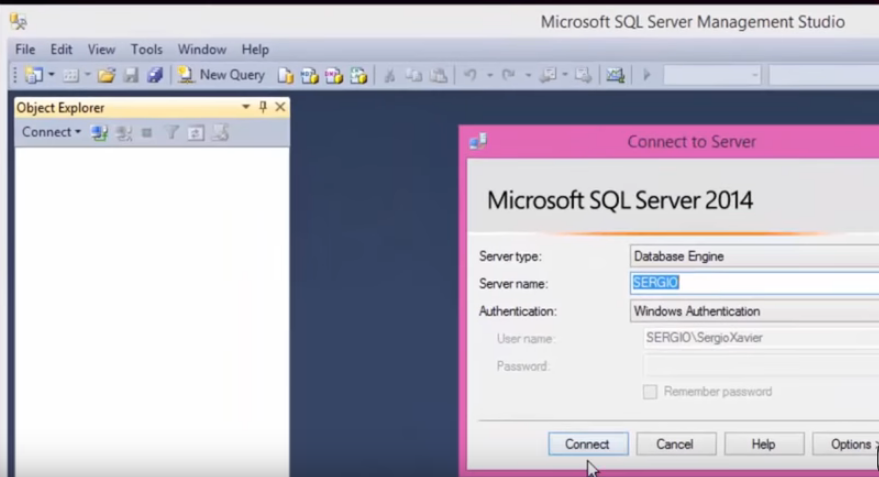 Microsoft SQL Server Management Studio
File Edit View Tools Window Help
New Query
Object Explorer
Connect
Connect to Server
Microsoft SQL Server 2014
Server type: Database Engine
Server name: SERGIO
Authentication: Windows Authentication
User name: SERGIO\SergioXavier
Password:
Remember password
Connect Cancel Help Options >